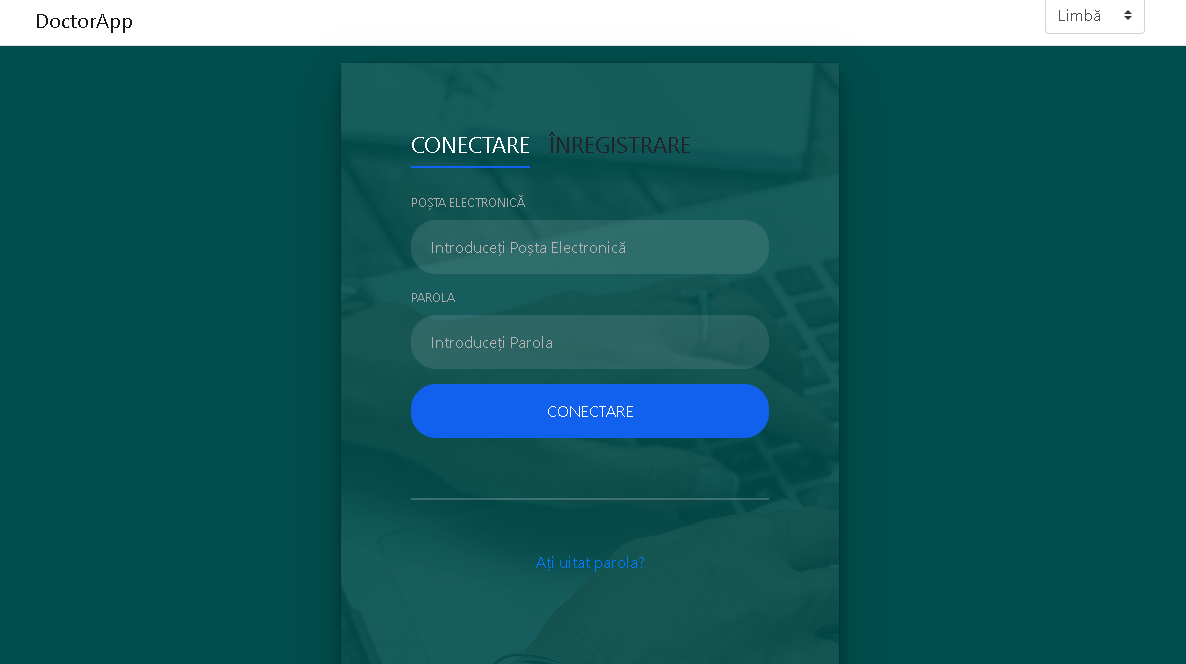 DoctorApp
Limbă
CONECTARE ÎNREGISTRARE
POȘTA ELECTRONICĂ
Introduceți Poșta Electronică
PAROLA
Introduceți Parola
CONECTARE
Ați uitat parola?